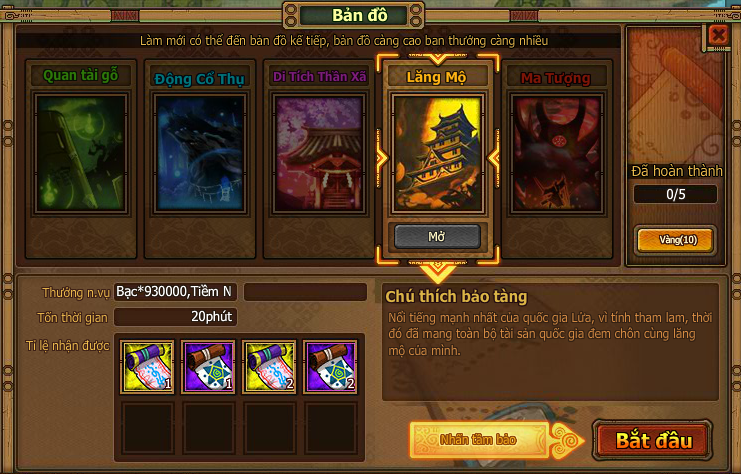 Bản đồ
Làm mới có thể đến bản đồ kế tiếp, bản đồ càng cao ban thưởng càng nhiều
Quan tài gỗ
Động Cổ Thụ
Di Tích Thần Xã
Lăng Mộ
Ma Tượng
Mở
Đã hoàn thành
0/5
Vàng(10)
Thưởng n.vụ
Bạc*930000,Tiềm N
Tốn thời gian
20phút
Tỉ lệ nhận được
1
1
2
2
Chú thích bảo tàng
Nổi tiếng mạnh nhất của quốc gia Lửa, vì tính tham lam, thời
đó đã mang toàn bộ tài sản quốc gia đem chôn cùng lăng
mộ của mình.
Nhấn tầm bảo
Bắt đầu